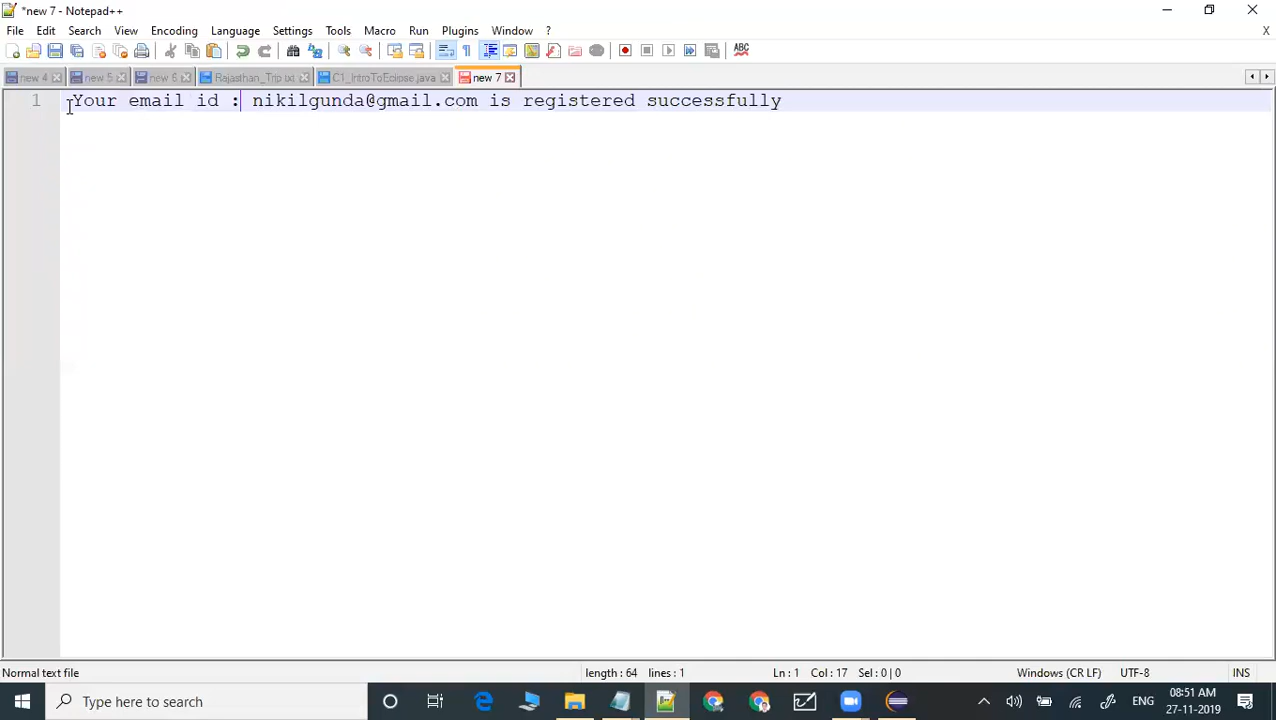 *new 7 - Notepad++
File Edit Search View Encoding Language Settings Tools Macro Run Plugins Window ? X
new 4 new 5 new 6 Rajasthan_Trip.txt C1_IntroToEclipse.java new 7
1 Your email id : nikilgunda@gmail.com is registered successfully
Normal text file length : 64 lines : 1 Ln : 1 Col : 17 Sel : 0 | 0 Windows (CR LF) UTF-8 INS
Type here to search ENG 08:51 AM
27-11-2019